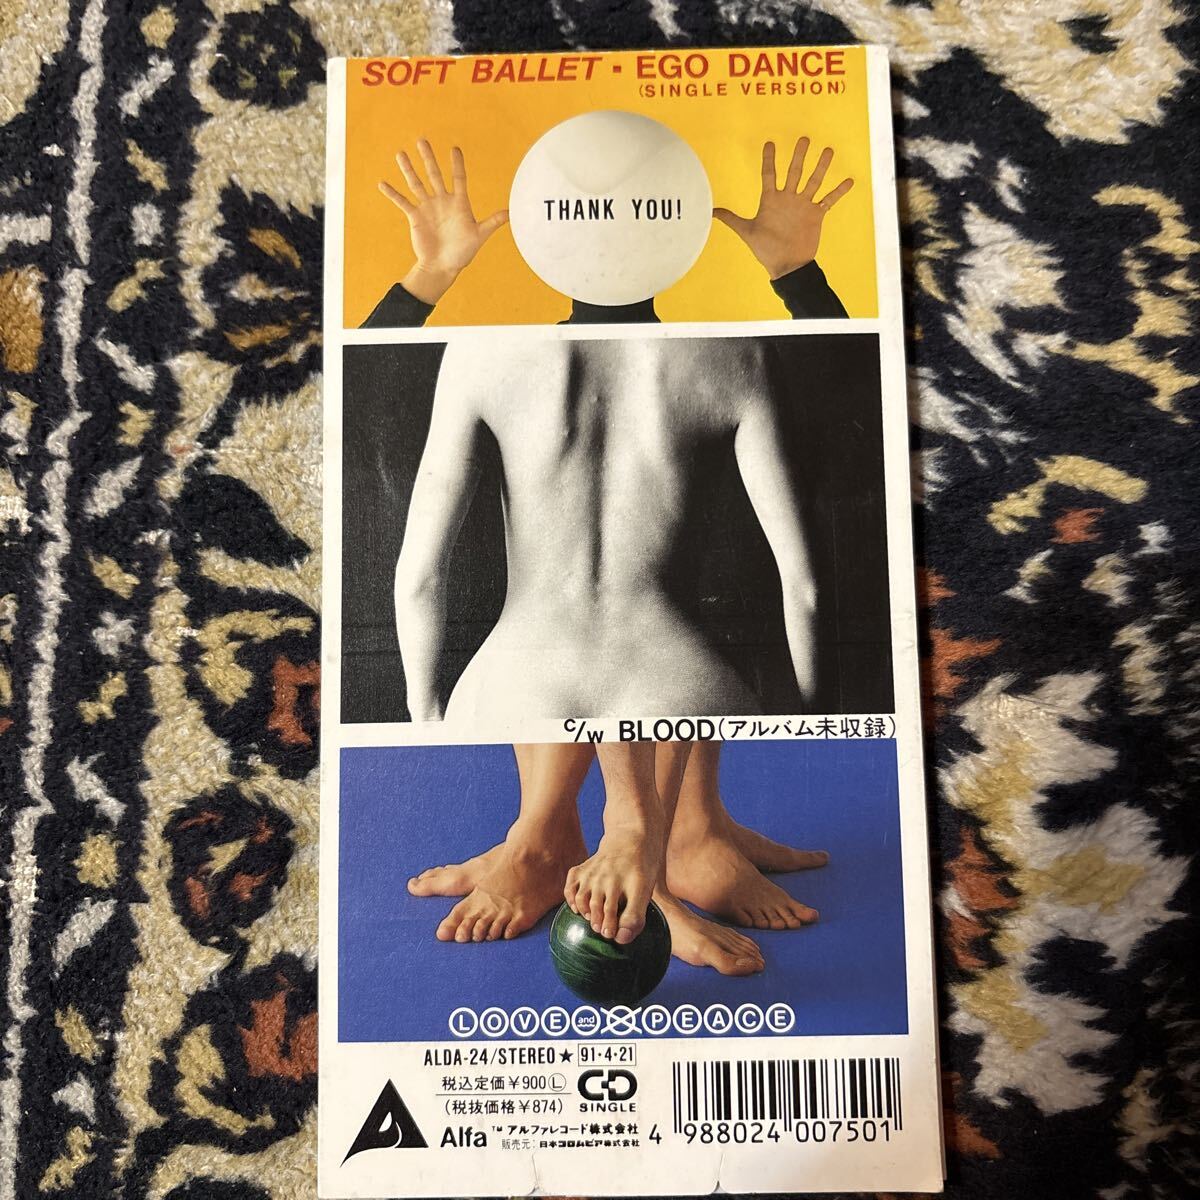 SOFT BALLET ▪ EGO DANCE
(SINGLE VERSION)
THANK YOU!
c/w BLOOD(アルバム未収録)
LOVE and PEACE
ALDA-24/STEREO★ 91・4・21
税込定価¥900Ⓛ
(税抜価格¥874)
CD
SINGLE
Alfa™ アルファレコード株式会社
販売元:日本コロムビア株式会社
4 988024 007501